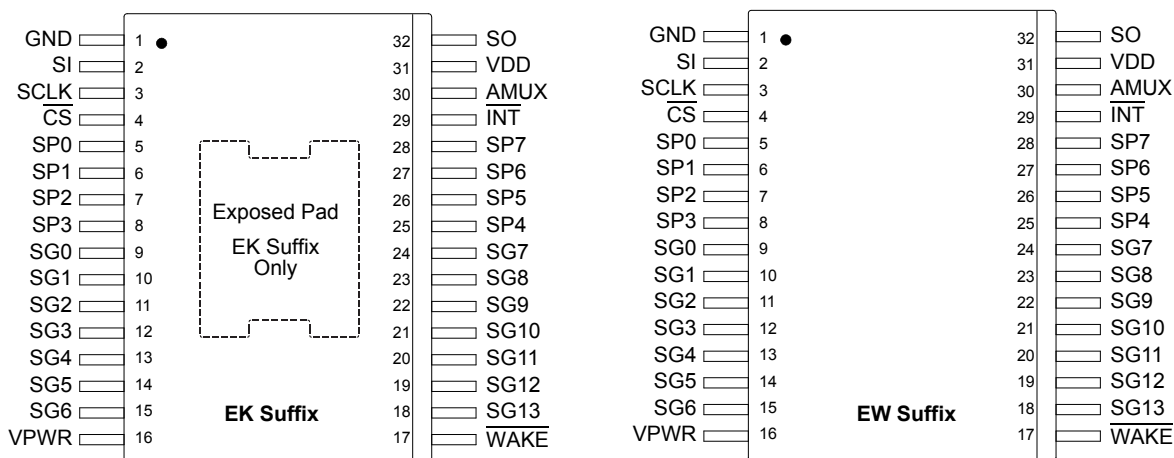 GND 1 32 SO
SI 2 31 VDD
SCLK 3 30 AMUX
CS 4 29 INT
SP0 5 28 SP7
SP1 6 27 SP6
SP2 7 26 SP5
SP3 8 25 SP4
SG0 9 24 SG7
SG1 10 23 SG8
SG2 11 22 SG9
SG3 12 21 SG10
SG4 13 20 SG11
SG5 14 19 SG12
SG6 15 18 SG13
VPWR 16 17 WAKE
Exposed Pad
EK Suffix
Only
EK Suffix
GND 1 32 SO
SI 2 31 VDD
SCLK 3 30 AMUX
CS 4 29 INT
SP0 5 28 SP7
SP1 6 27 SP6
SP2 7 26 SP5
SP3 8 25 SP4
SG0 9 24 SG7
SG1 10 23 SG8
SG2 11 22 SG9
SG3 12 21 SG10
SG4 13 20 SG11
SG5 14 19 SG12
SG6 15 18 SG13
VPWR 16 17 WAKE
EW Suffix